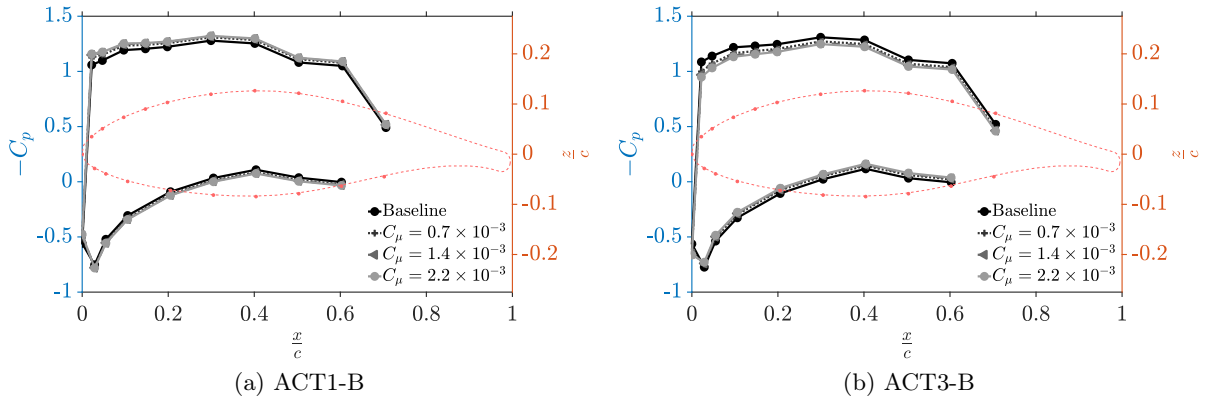 1.5
1
0.5
0
-0.5
-1
−C_p
0.2
0.1
0
-0.1
-0.2
z/c
Baseline
C_μ = 0.7 × 10⁻³
C_μ = 1.4 × 10⁻³
C_μ = 2.2 × 10⁻³
0 0.2 0.4 0.6 0.8 1
x/c
(a) ACT1-B
1.5
1
0.5
0
-0.5
-1
−C_p
0.2
0.1
0
-0.1
-0.2
z/c
Baseline
C_μ = 0.7 × 10⁻³
C_μ = 1.4 × 10⁻³
C_μ = 2.2 × 10⁻³
0 0.2 0.4 0.6 0.8 1
x/c
(b) ACT3-B